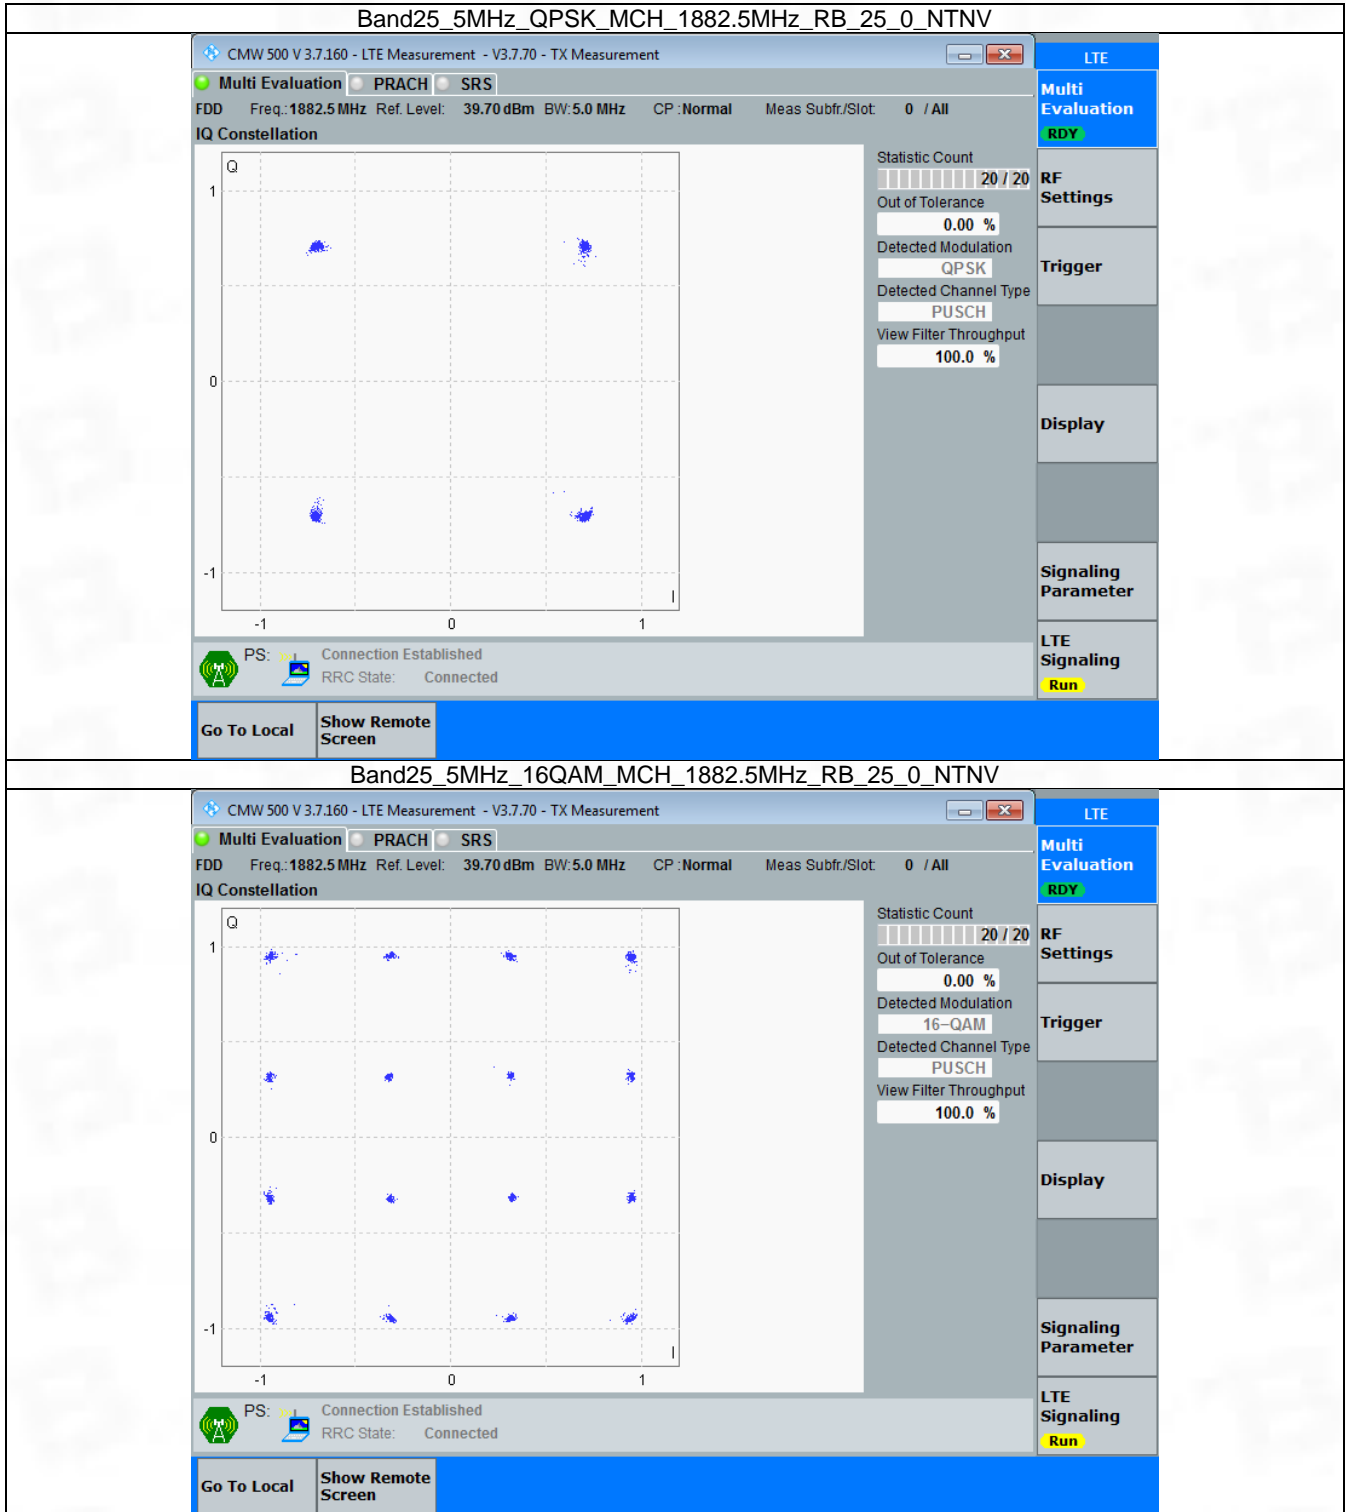 Band25_5MHz_QPSK_MCH_1882.5MHz_RB_25_0_NTNV
CMW 500 V 3.7.160 - LTE Measurement - V3.7.70 - TX Measurement
LTE
Multi Evaluation PRACH SRS
Multi
Evaluation
RDY
FDD Freq.:1882.5 MHz Ref. Level: 39.70 dBm BW:5.0 MHz CP :Normal Meas Subfr./Slot: 0 / All
IQ Constellation
Q
1
0
-1
I
-1 0 1
Statistic Count
20 / 20
Out of Tolerance
0.00 %
Detected Modulation
QPSK
Detected Channel Type
PUSCH
View Filter Throughput
100.0 %
RF
Settings
Trigger
Display
Signaling
Parameter
LTE
Signaling
Run
PS: Connection Established
RRC State: Connected
Go To Local
Show Remote
Screen
Band25_5MHz_16QAM_MCH_1882.5MHz_RB_25_0_NTNV
CMW 500 V 3.7.160 - LTE Measurement - V3.7.70 - TX Measurement
LTE
Multi Evaluation PRACH SRS
Multi
Evaluation
RDY
FDD Freq.:1882.5 MHz Ref. Level: 39.70 dBm BW:5.0 MHz CP :Normal Meas Subfr./Slot: 0 / All
IQ Constellation
Q
1
0
-1
I
-1 0 1
Statistic Count
20 / 20
Out of Tolerance
0.00 %
Detected Modulation
16-QAM
Detected Channel Type
PUSCH
View Filter Throughput
100.0 %
RF
Settings
Trigger
Display
Signaling
Parameter
LTE
Signaling
Run
PS: Connection Established
RRC State: Connected
Go To Local
Show Remote
Screen